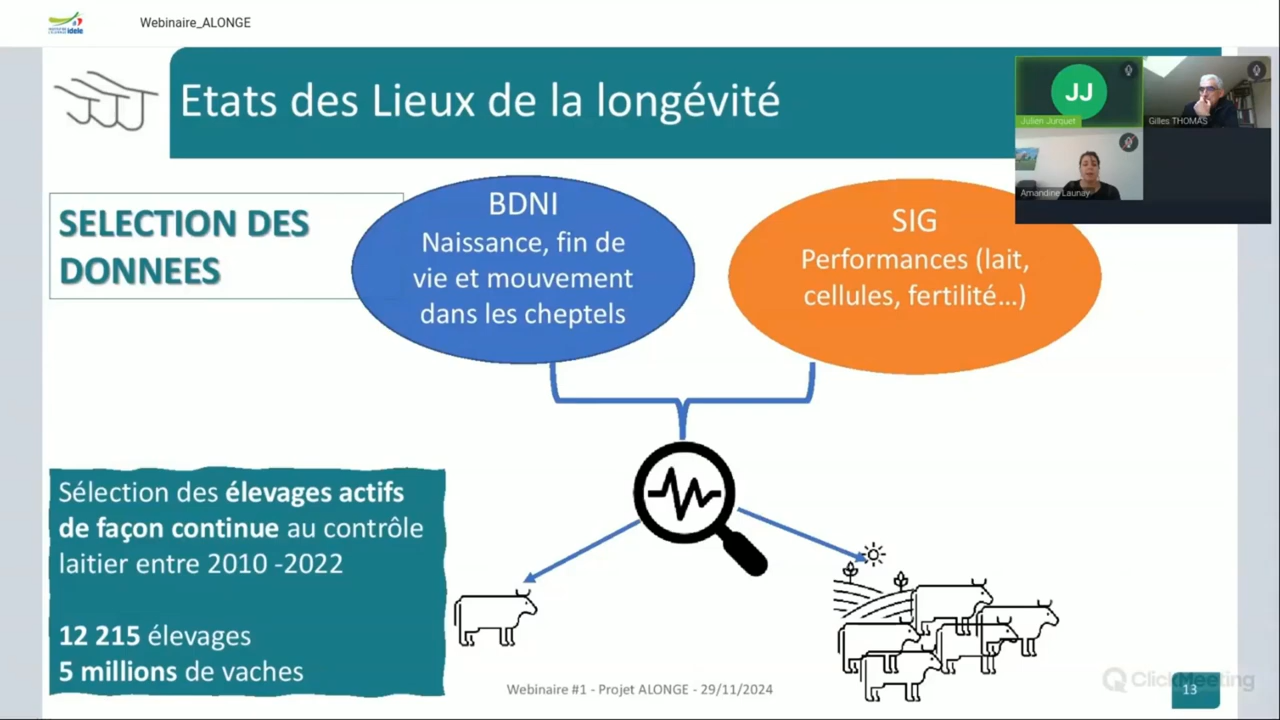 Webinaire_ALONGE
idele
Etats des Lieux de la longévité
JJ
Julien Jurquet
Gilles THOMAS
Amandine Launay
SELECTION DES
DONNEES
BDNI
Naissance, fin de
vie et mouvement
dans les cheptels
SIG
Performances (lait,
cellules, fertilité...)
Sélection des élevages actifs
de façon continue au contrôle
laitier entre 2010 -2022
12 215 élevages
5 millions de vaches
Webinaire #1 - Projet ALONGE - 29/11/2024
ClickMeeting
13